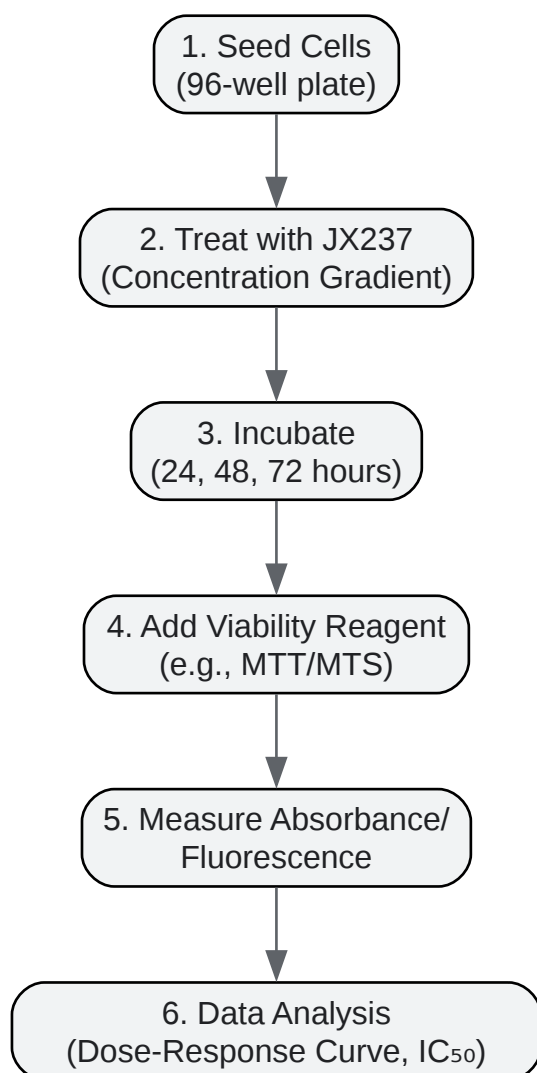 1. Seed Cells
(96-well plate)
2. Treat with JX237
(Concentration Gradient)
3. Incubate
(24, 48, 72 hours)
4. Add Viability Reagent
(e.g., MTT/MTS)
5. Measure Absorbance/
Fluorescence
6. Data Analysis
(Dose-Response Curve, IC₅₀)